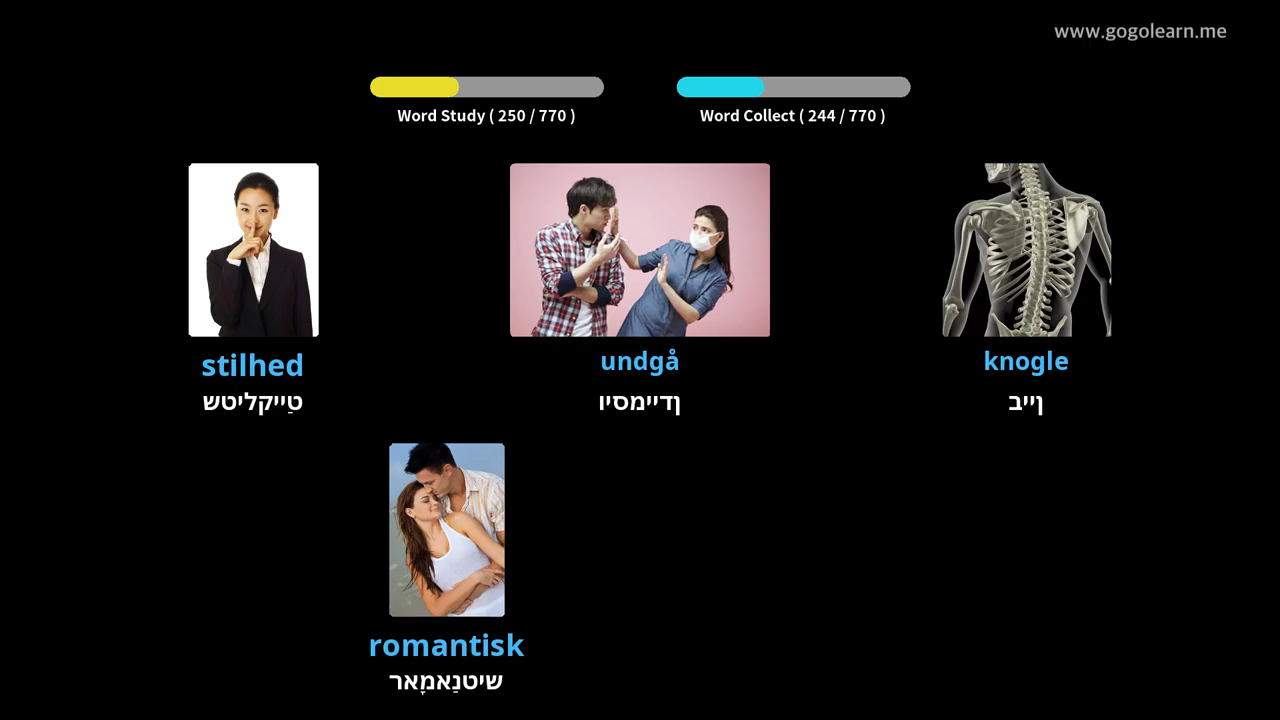 www.gogolearn.me
Word Study ( 250 / 770 )
Word Collect ( 244 / 770 )
stilhed
טַייקליטש
undgå
ןדיימסיו
knogle
ןייב
romantisk
שיטנַאמָאר